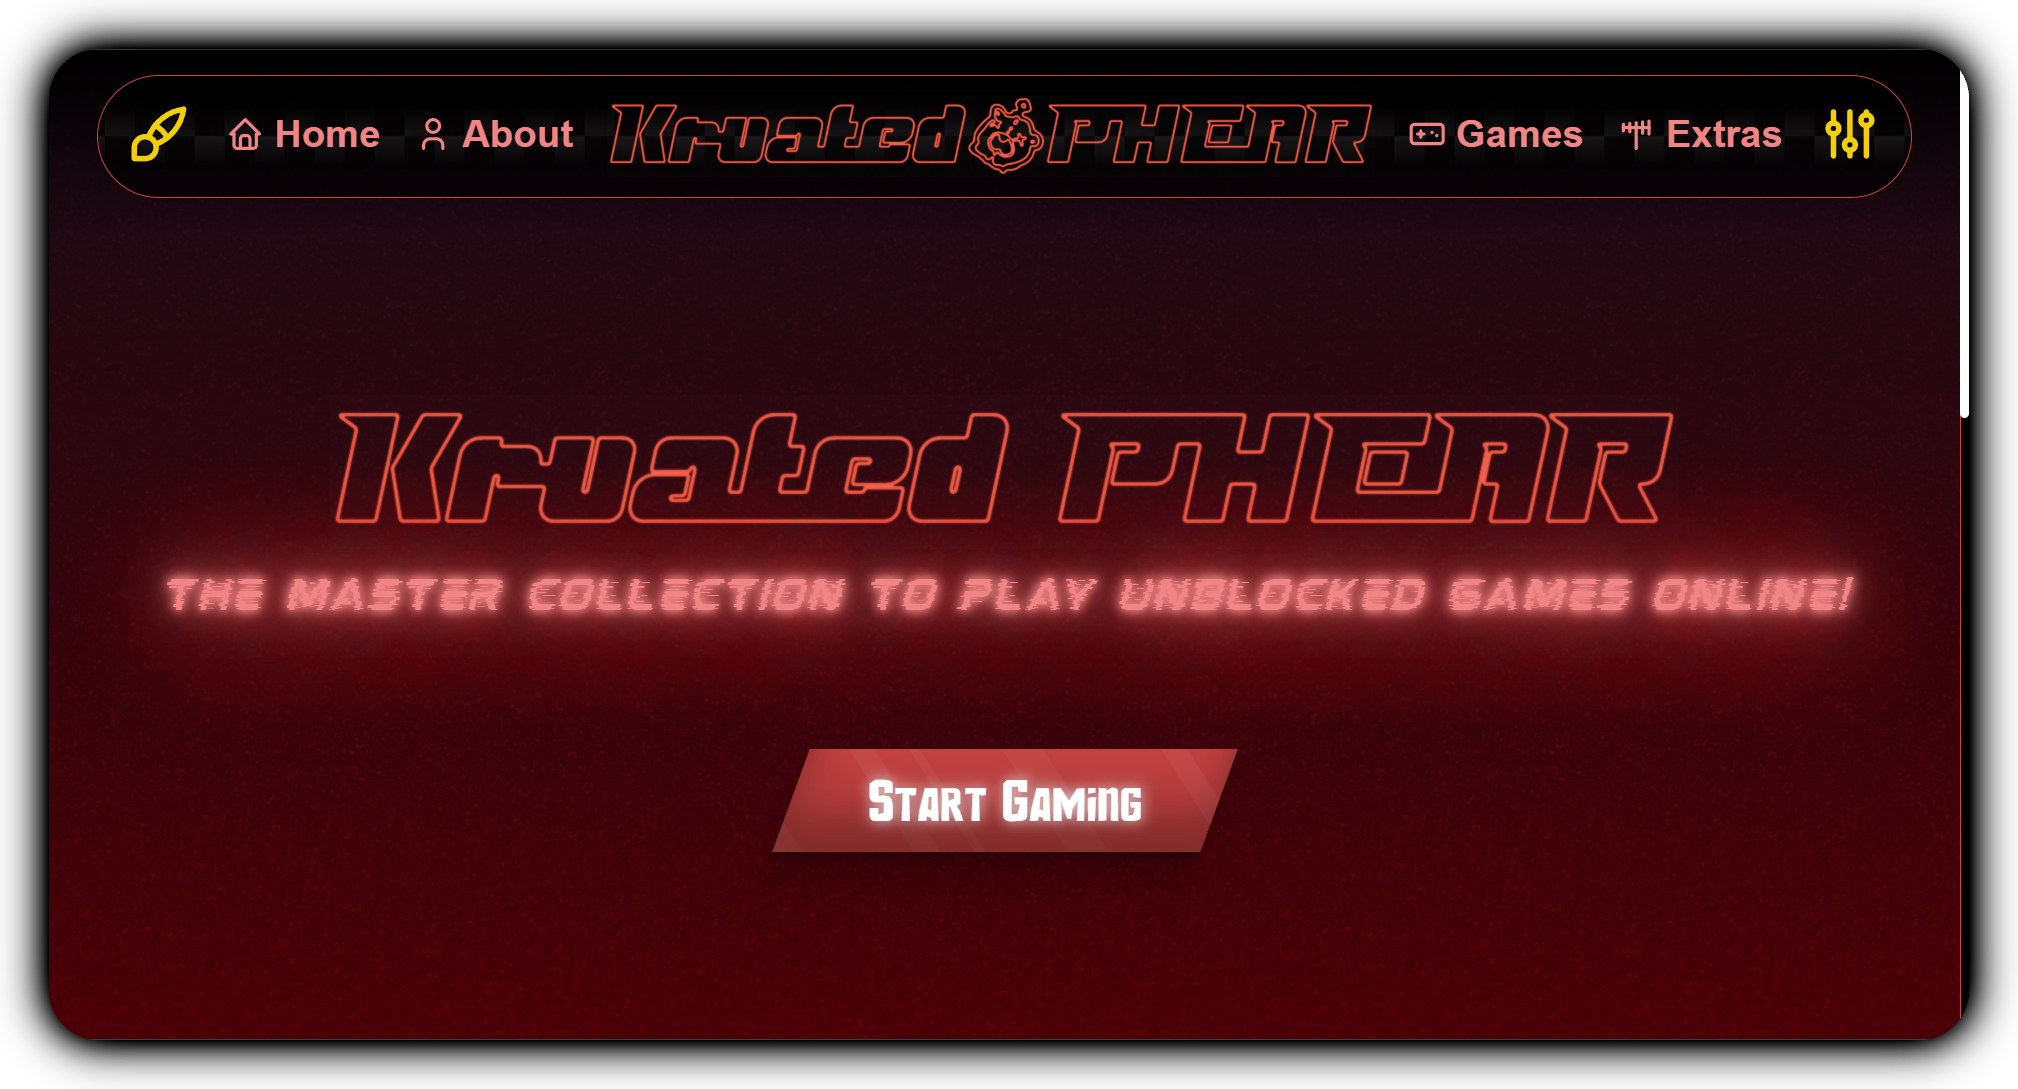 Home About Kruated PHEAR Games Extras
Kruated PHEAR
THE MASTER COLLECTION TO PLAY UNBLOCKED GAMES ONLINE!
START GAMING